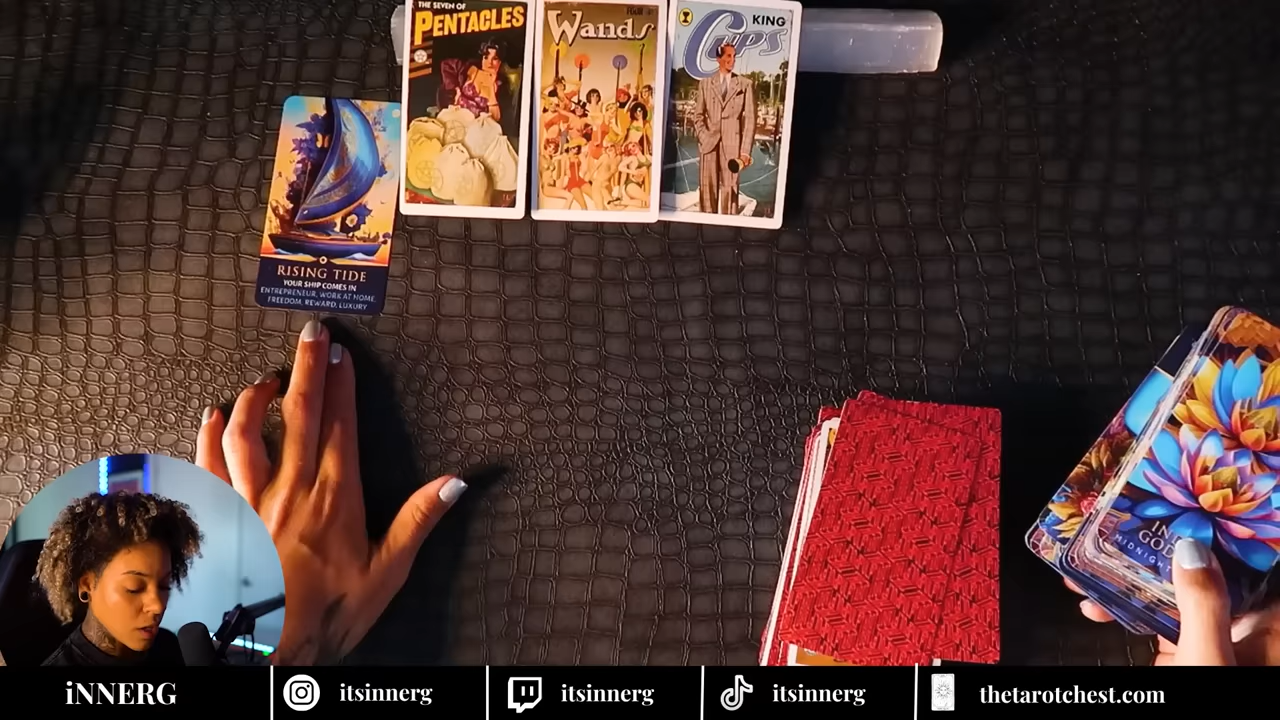 THE SEVEN OF
PENTACLES
Wands
KING
Cups
RISING TIDE
YOUR SHIP COMES IN
ENTREPRENEUR, WORK AT HOME,
FREEDOM, REWARD, LUXURY
MIDNIGHT
iNNERG
itsinnerg
itsinnerg
itsinnerg
thetarotchest.com